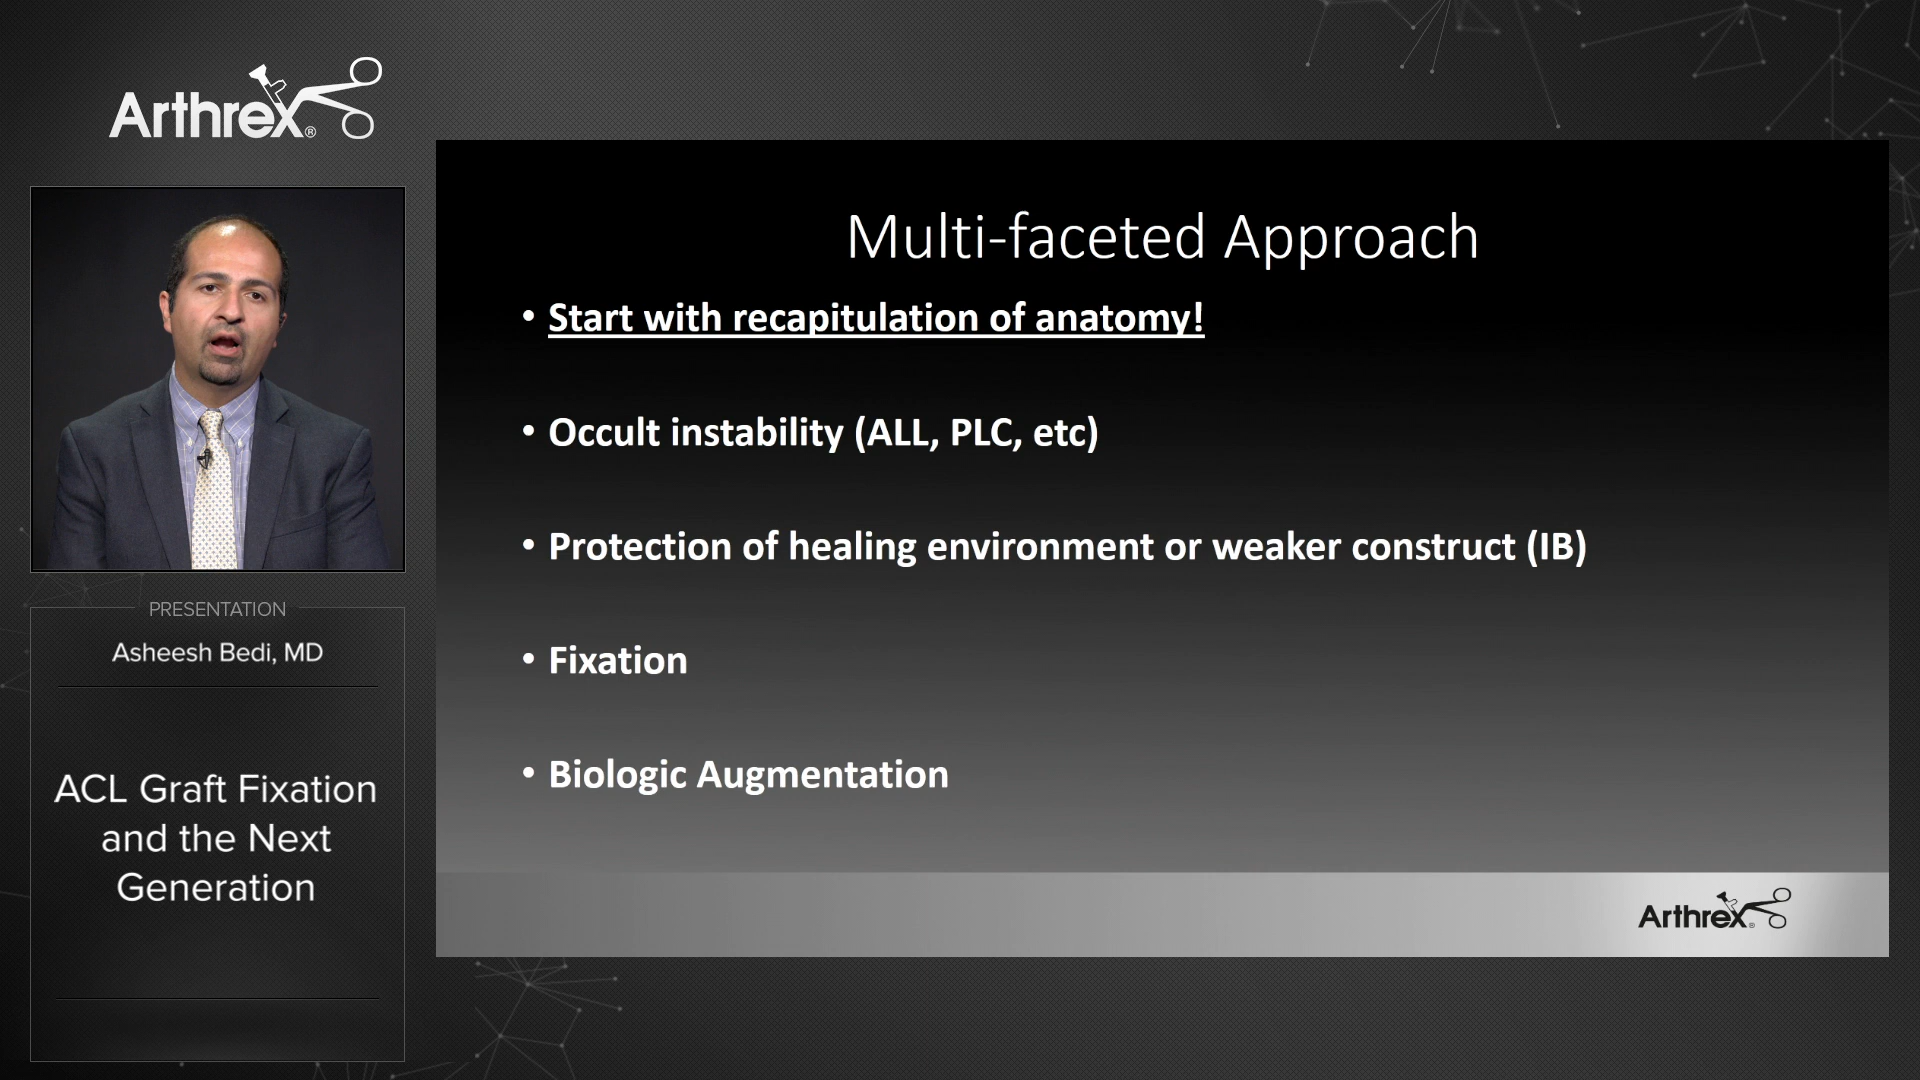 Arthrex®
PRESENTATION
Asheesh Bedi, MD
ACL Graft Fixation
and the Next
Generation
Multi-faceted Approach
• Start with recapitulation of anatomy!
• Occult instability (ALL, PLC, etc)
• Protection of healing environment or weaker construct (IB)
• Fixation
• Biologic Augmentation
Arthrex®